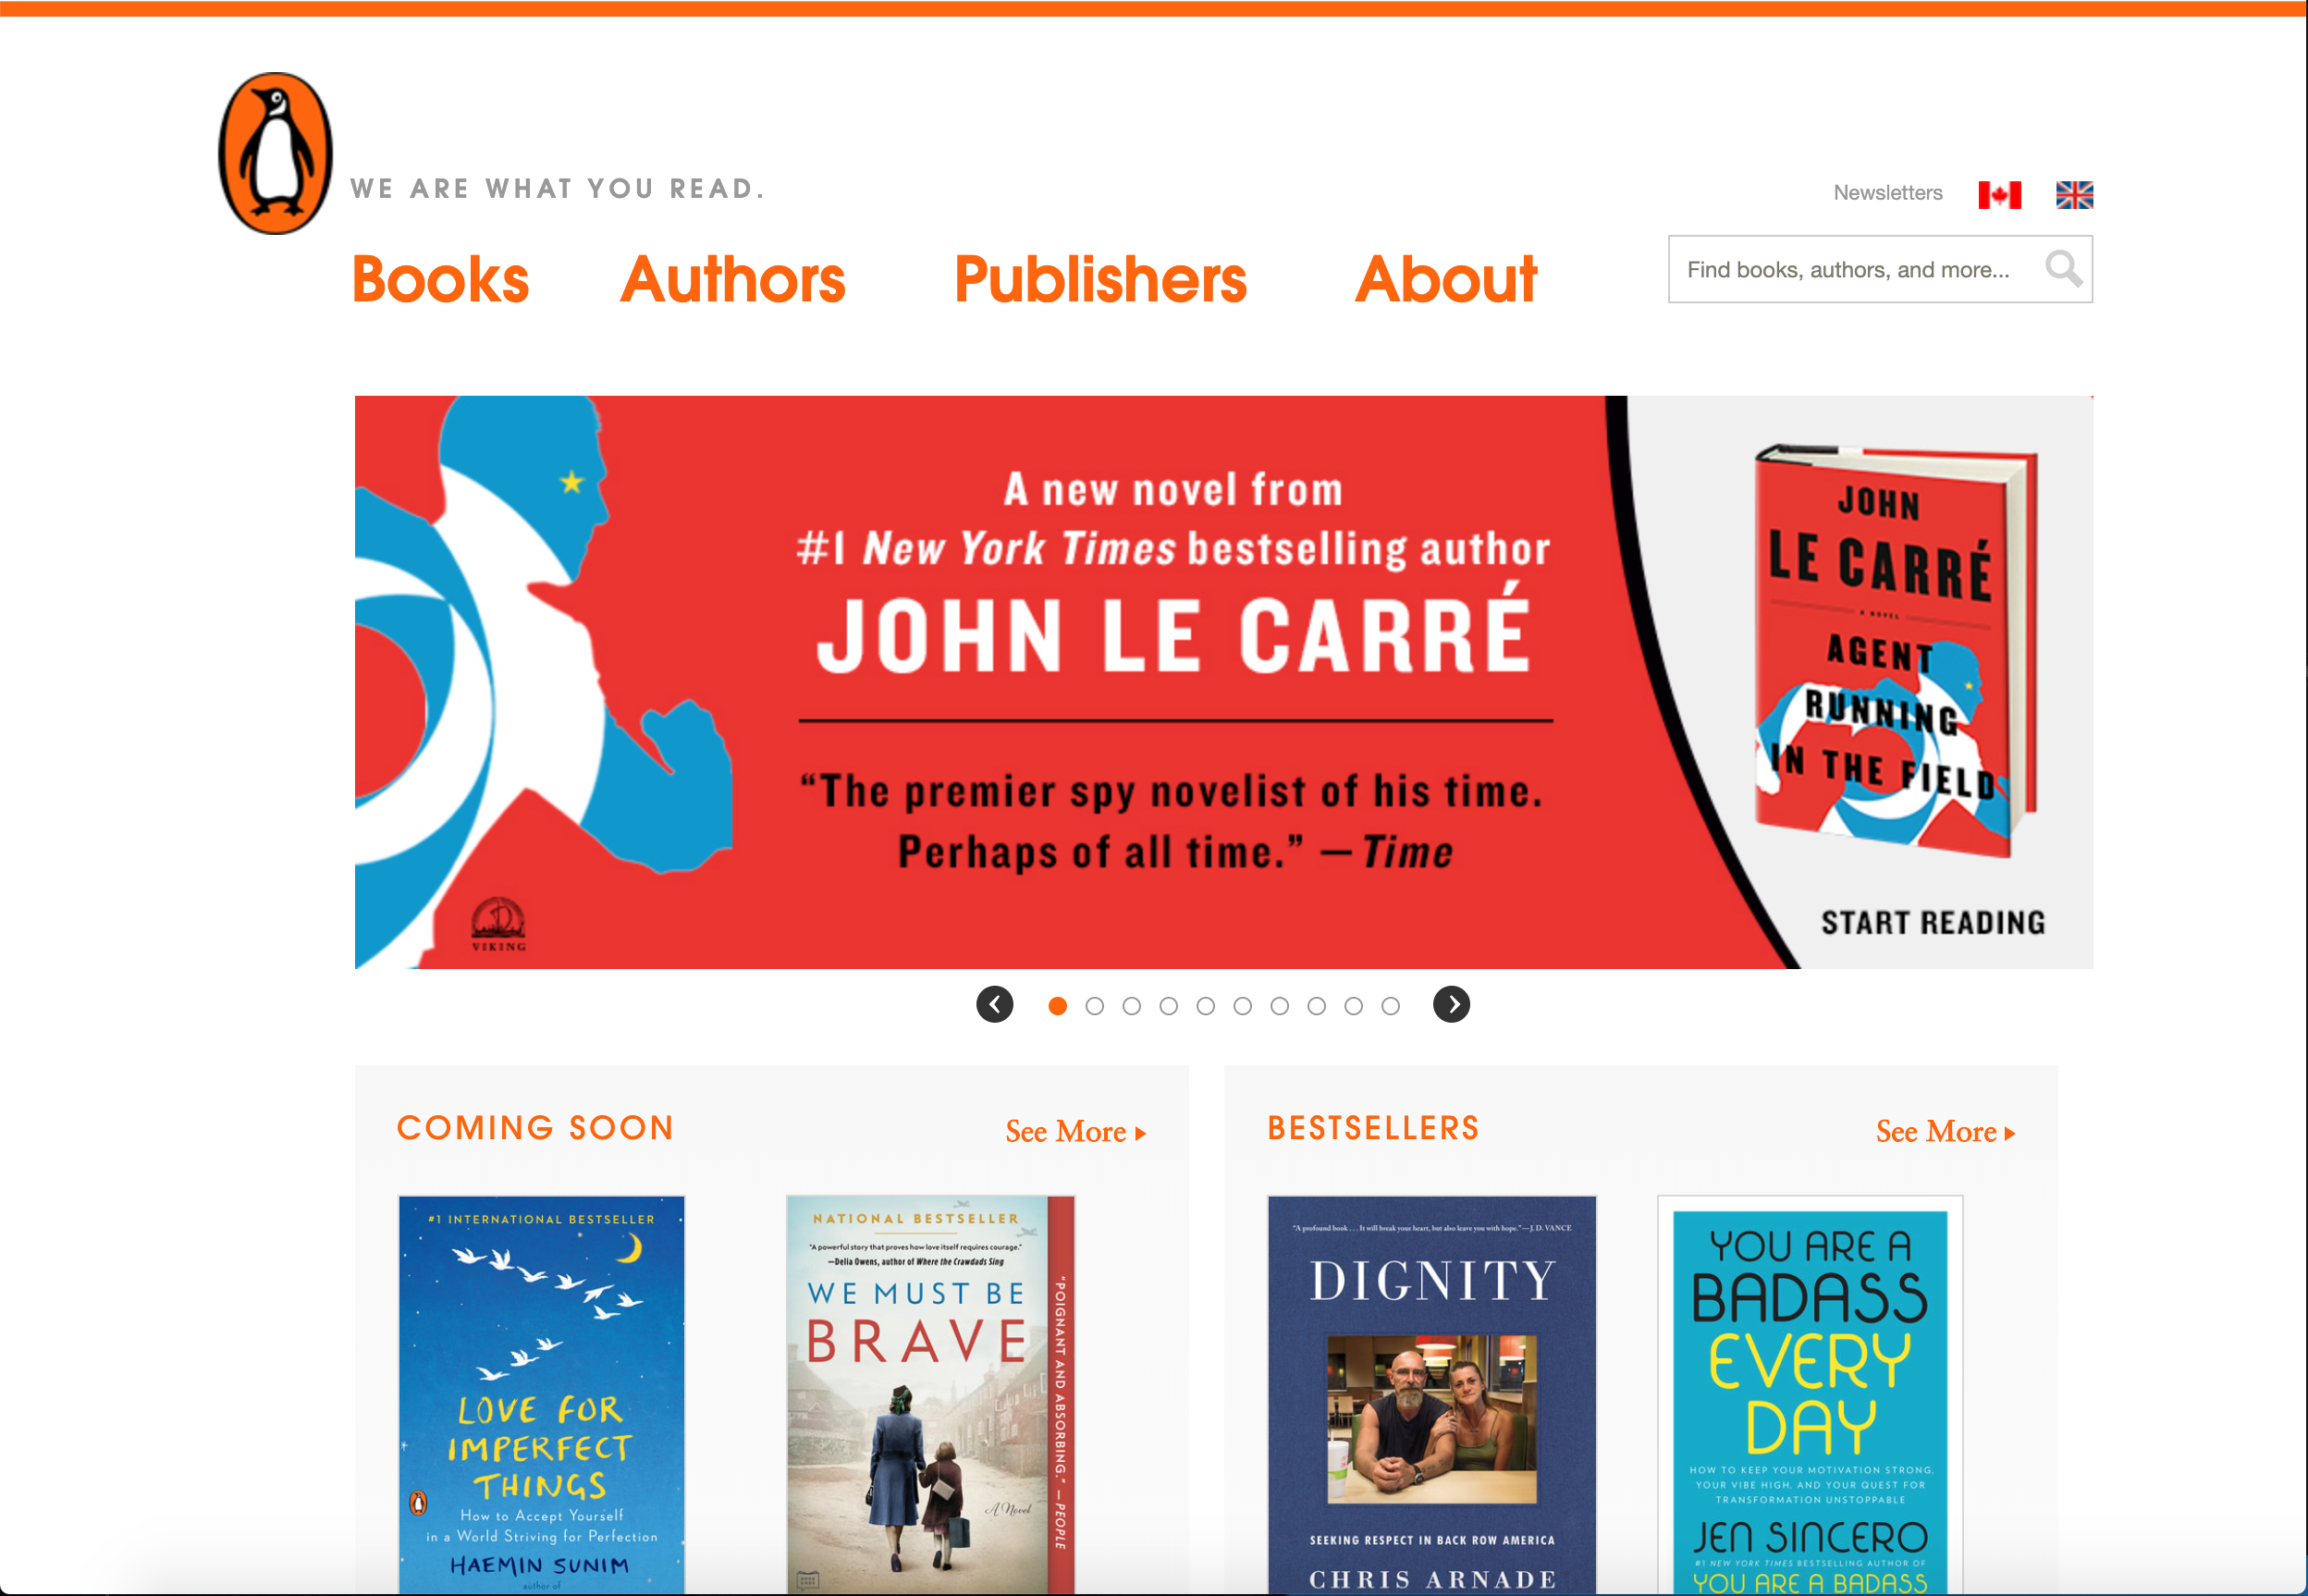 WE ARE WHAT YOU READ.
Newsletters
Books Authors Publishers About
Find books, authors, and more...
A new novel from
#1 New York Times bestselling author
JOHN LE CARRÉ
“The premier spy novelist of his time.
Perhaps of all time.” — Time
VIKING
JOHN
LE CARRÉ
A NOVEL
AGENT
RUNNING
IN THE FIELD
START READING
COMING SOON
See More
#1 INTERNATIONAL BESTSELLER
LOVE FOR
IMPERFECT
THINGS
How to Accept Yourself
in a World Striving for Perfection
HAEMIN SUNIM
author of
NATIONAL BESTSELLER
"A powerful story that proves how love itself requires courage."
—Delia Owens, author of Where the Crawdads Sing
WE MUST BE
BRAVE
A Novel
"POIGNANT AND ABSORBING." — PEOPLE
BESTSELLERS
See More
"A profound book . . . It will break your heart, but also leave you with hope."—J. D. VANCE
DIGNITY
SEEKING RESPECT IN BACK ROW AMERICA
CHRIS ARNADE
YOU ARE A
BADASS
EVERY
DAY
HOW TO KEEP YOUR MOTIVATION STRONG,
YOUR VIBE HIGH, AND YOUR QUEST FOR
TRANSFORMATION UNSTOPPABLE
JEN SINCERO
#1 NEW YORK TIMES BESTSELLING AUTHOR OF
YOU ARE A BADASS